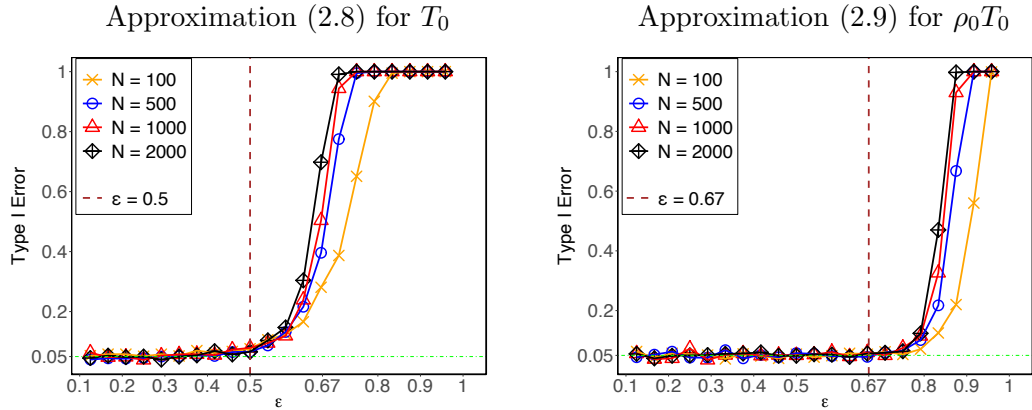 Approximation (2.8) for T₀
Type I Error
1
0.8
0.6
0.4
0.2
0.05
N = 100
N = 500
N = 1000
N = 2000
ε = 0.5
0.1 0.2 0.3 0.4 0.5 0.67 0.8 0.9 1
ε
Approximation (2.9) for ρ₀T₀
Type I Error
1
0.8
0.6
0.4
0.2
0.05
N = 100
N = 500
N = 1000
N = 2000
ε = 0.67
0.1 0.2 0.3 0.4 0.5 0.67 0.8 0.9 1
ε